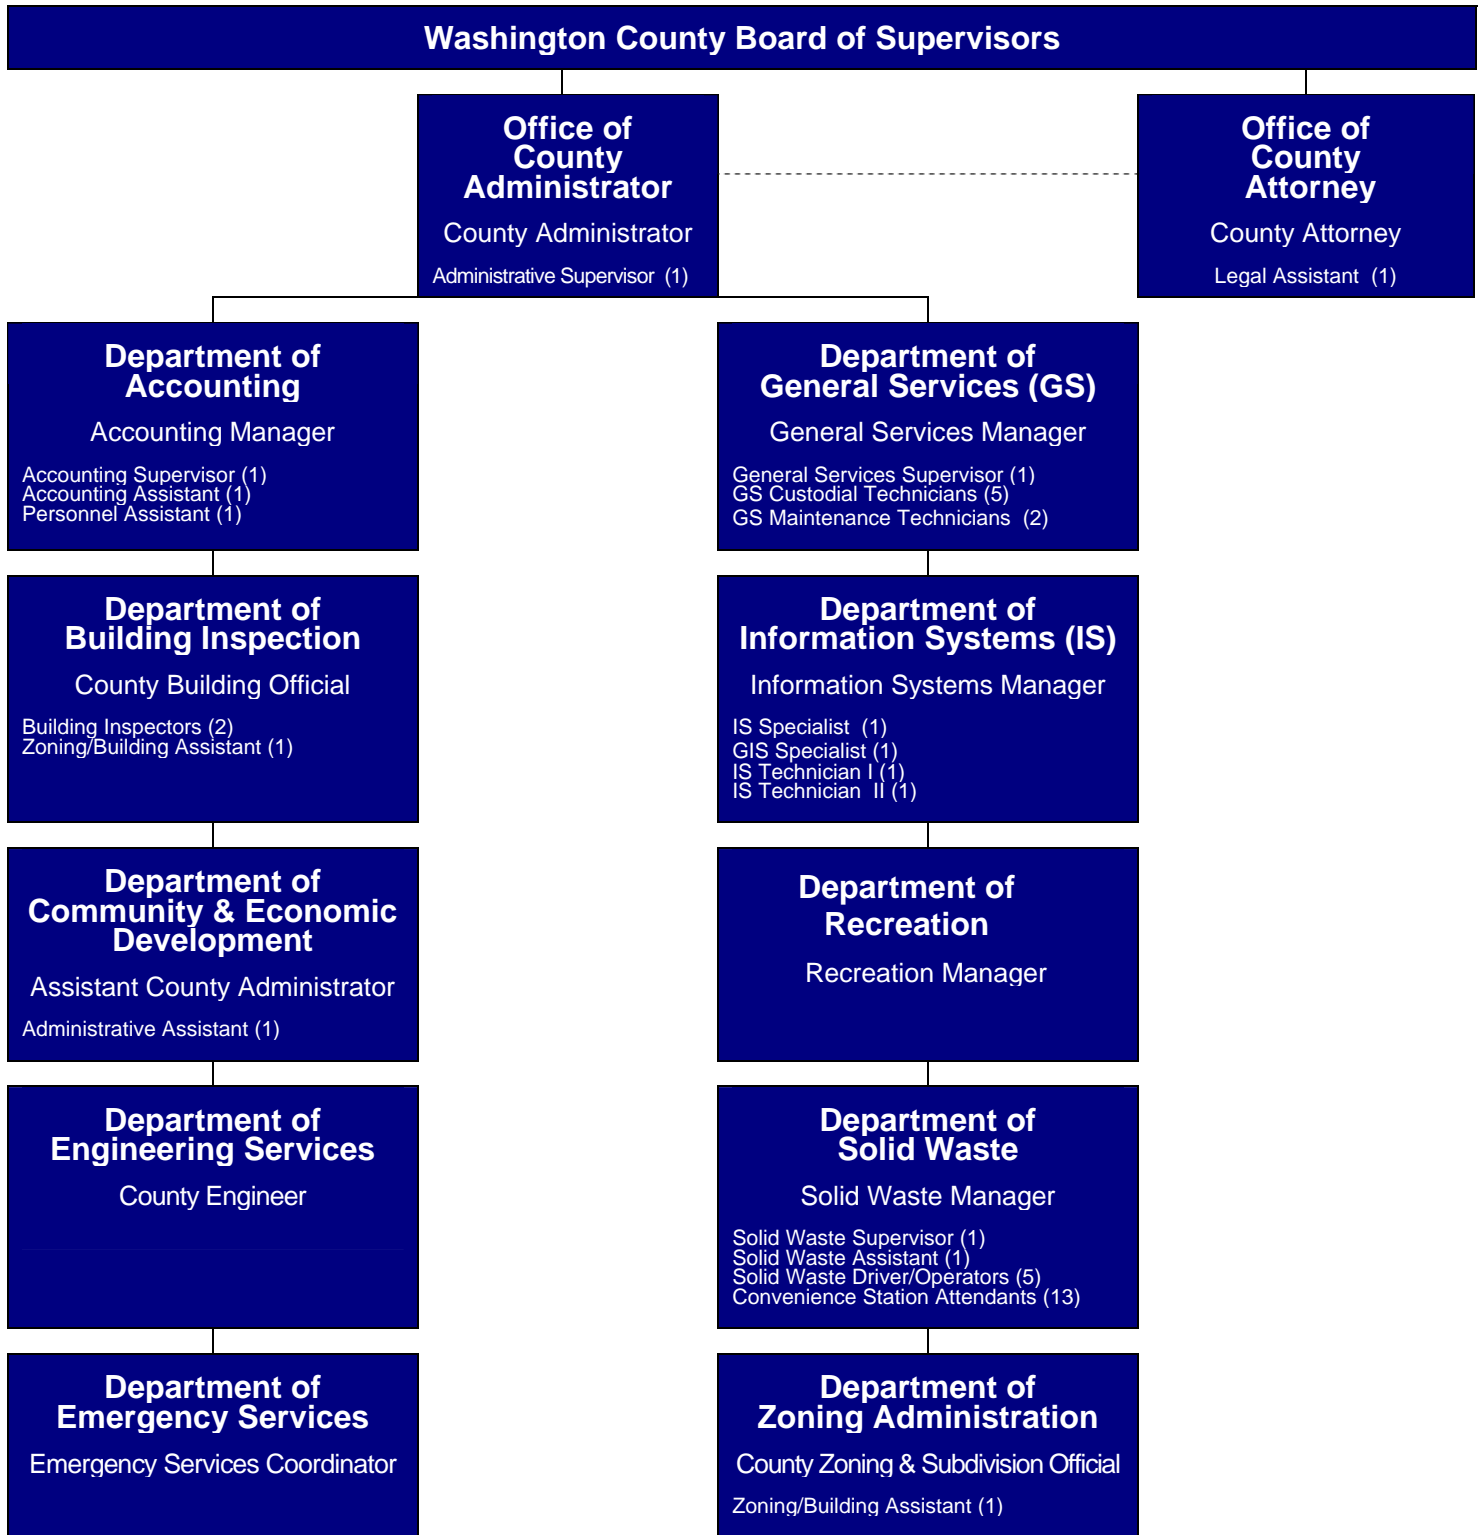 Washington County Board of Supervisors
Office of
County
Administrator
County Administrator
Administrative Supervisor (1)
Office of
County
Attorney
County Attorney
Legal Assistant (1)
Department of
Accounting
Accounting Manager
Accounting Supervisor (1)
Accounting Assistant (1)
Personnel Assistant (1)
Department of
General Services (GS)
General Services Manager
General Services Supervisor (1)
GS Custodial Technicians (5)
GS Maintenance Technicians (2)
Department of
Building Inspection
County Building Official
Building Inspectors (2)
Zoning/Building Assistant (1)
Department of
Information Systems (IS)
Information Systems Manager
IS Specialist (1)
GIS Specialist (1)
IS Technician I (1)
IS Technician II (1)
Department of
Community & Economic
Development
Assistant County Administrator
Administrative Assistant (1)
Department of
Recreation
Recreation Manager
Department of
Engineering Services
County Engineer
Department of
Solid Waste
Solid Waste Manager
Solid Waste Supervisor (1)
Solid Waste Assistant (1)
Solid Waste Driver/Operators (5)
Convenience Station Attendants (13)
Department of
Emergency Services
Emergency Services Coordinator
Department of
Zoning Administration
County Zoning & Subdivision Official
Zoning/Building Assistant (1)